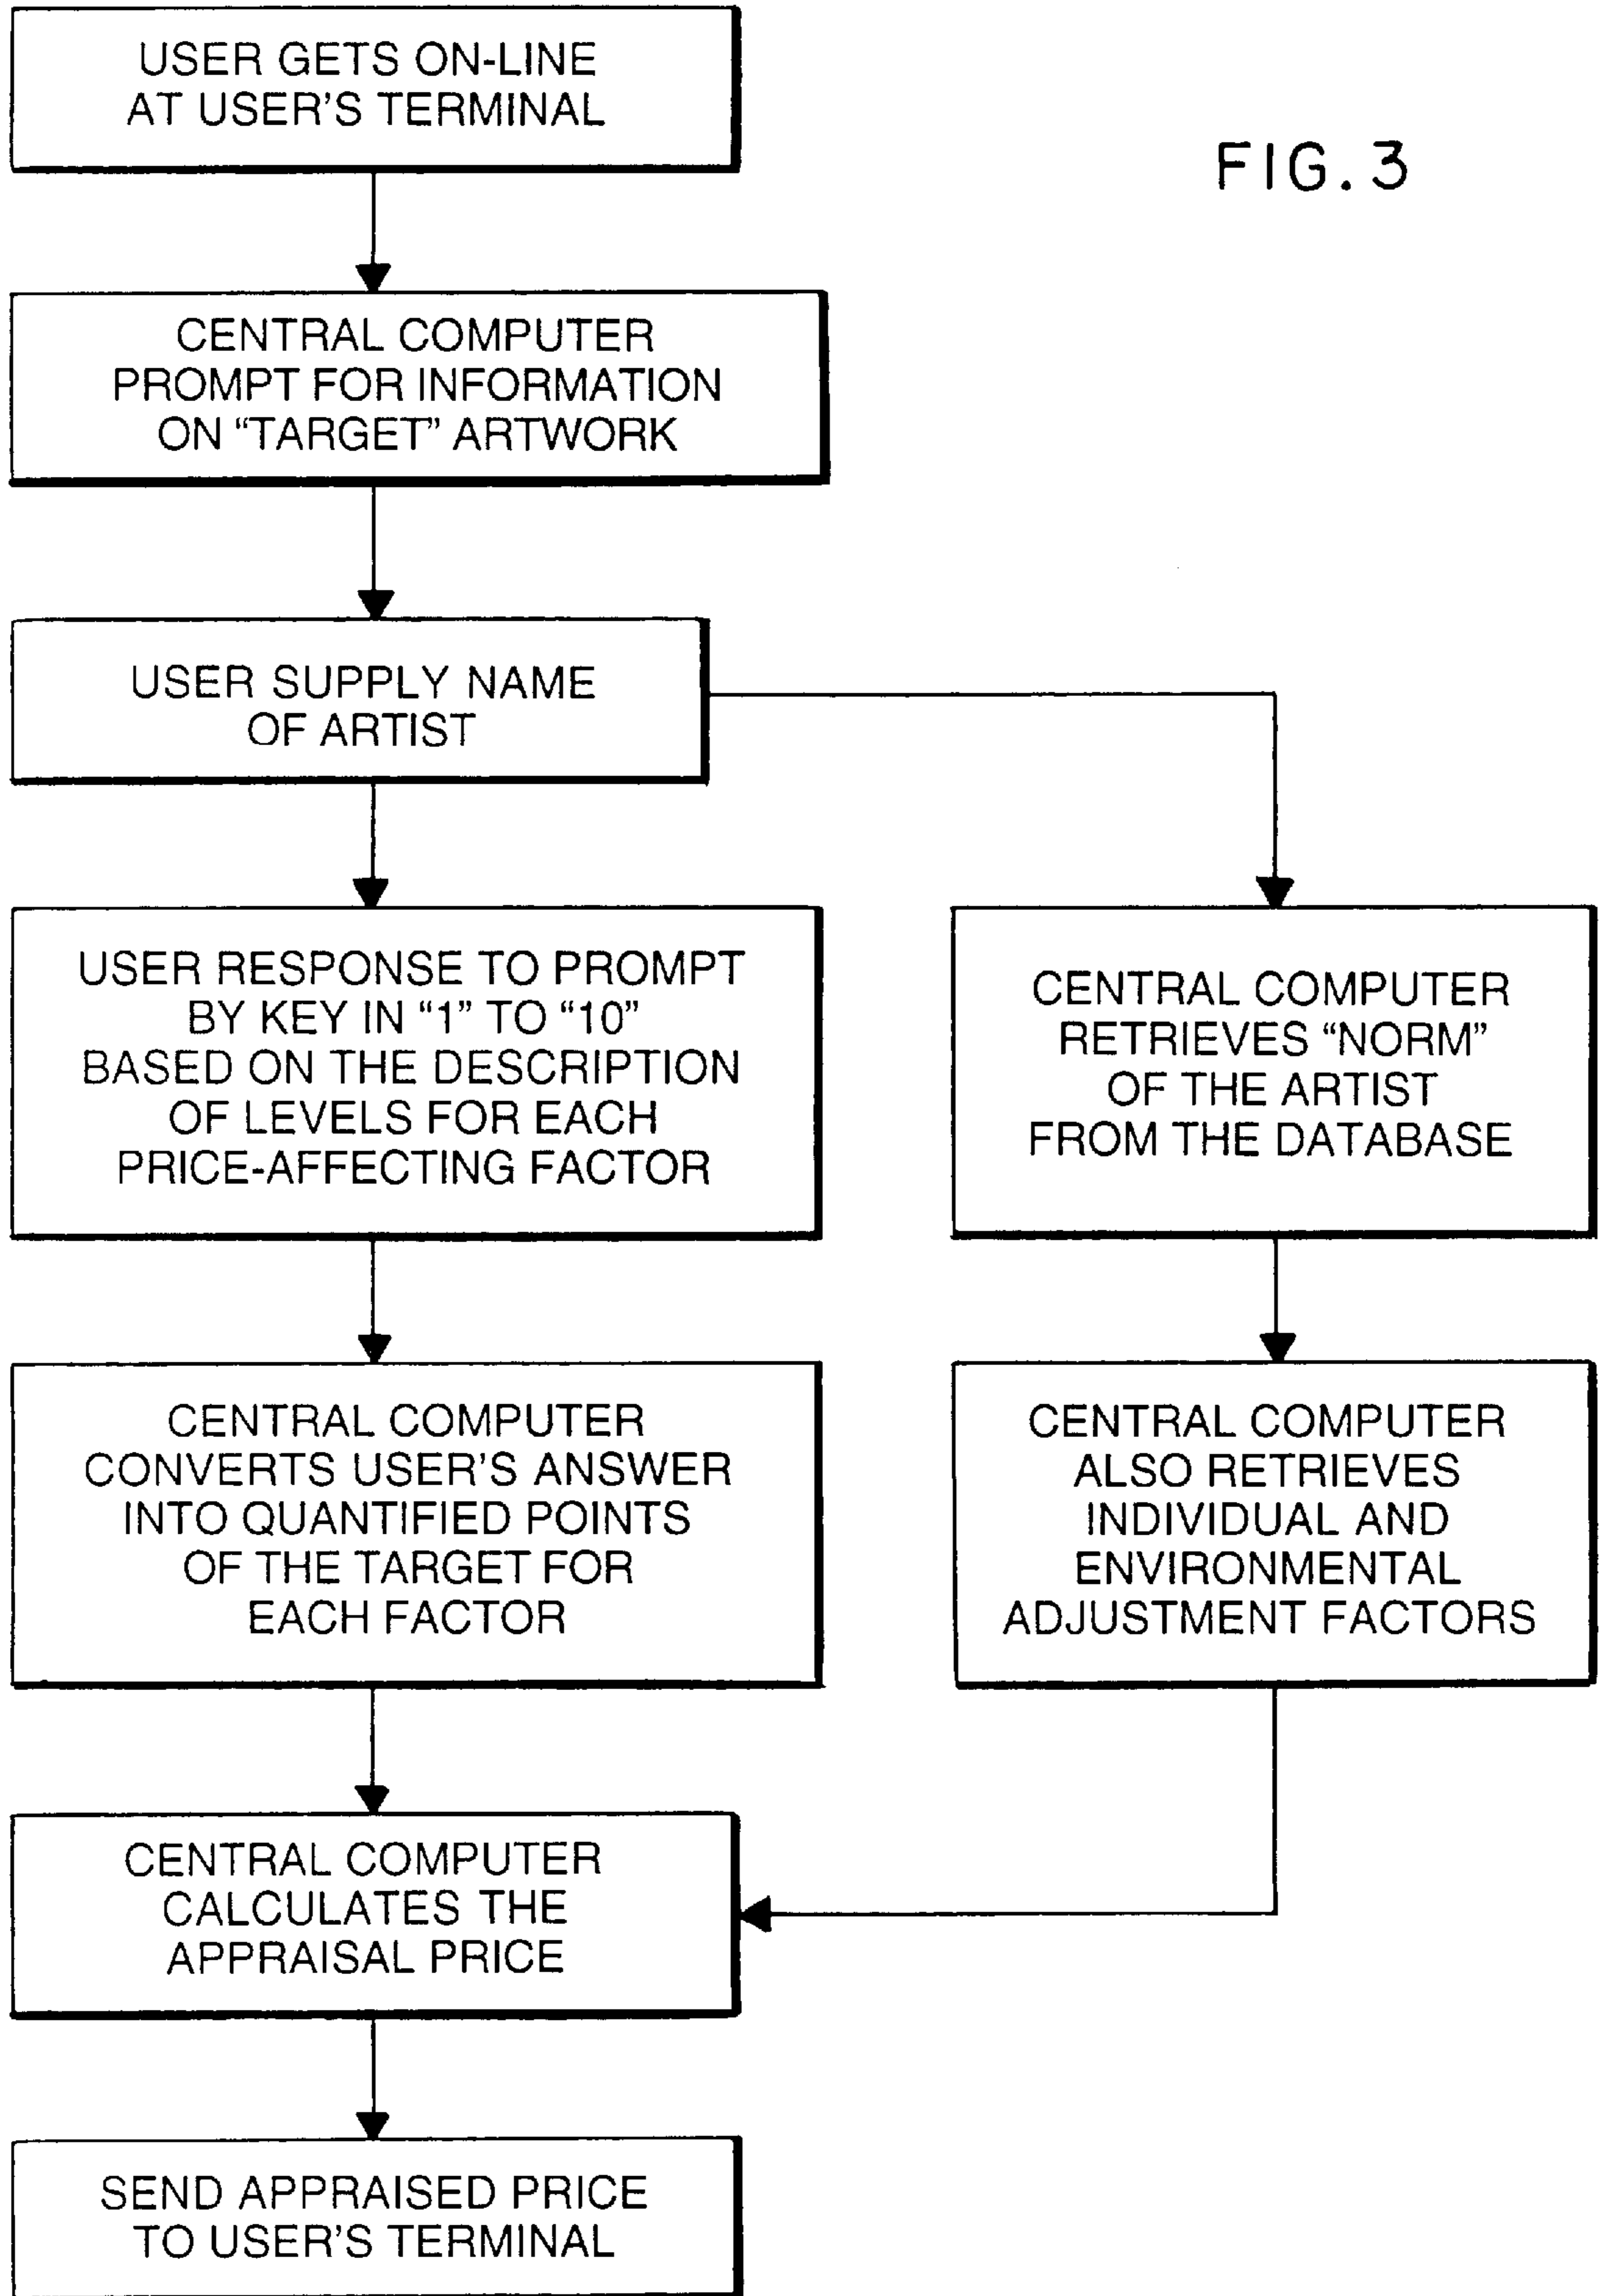 USER GETS ON-LINE
AT USER'S TERMINAL
FIG. 3
CENTRAL COMPUTER
PROMPT FOR INFORMATION
ON “TARGET” ARTWORK
USER SUPPLY NAME
OF ARTIST
USER RESPONSE TO PROMPT
BY KEY IN “1” TO “10”
BASED ON THE DESCRIPTION
OF LEVELS FOR EACH
PRICE-AFFECTING FACTOR
CENTRAL COMPUTER
RETRIEVES “NORM”
OF THE ARTIST
FROM THE DATABASE
CENTRAL COMPUTER
CONVERTS USER'S ANSWER
INTO QUANTIFIED POINTS
OF THE TARGET FOR
EACH FACTOR
CENTRAL COMPUTER
ALSO RETRIEVES
INDIVIDUAL AND
ENVIRONMENTAL
ADJUSTMENT FACTORS
CENTRAL COMPUTER
CALCULATES THE
APPRAISAL PRICE
SEND APPRAISED PRICE
TO USER'S TERMINAL